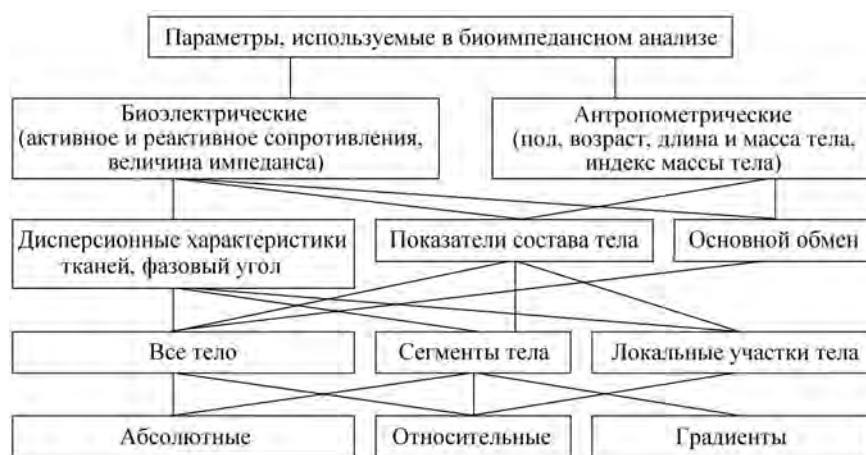 Параметры, используемые в биоимпедансном анализе
Биоэлектрические
(активное и реактивное сопротивления,
величина импеданса)
Антропометрические
(пол, возраст, длина и масса тела,
индекс массы тела)
Дисперсионные характеристики
тканей, фазовый угол
Показатели состава тела
Основной обмен
Все тело
Сегменты тела
Локальные участки тела
Абсолютные
Относительные
Градиенты